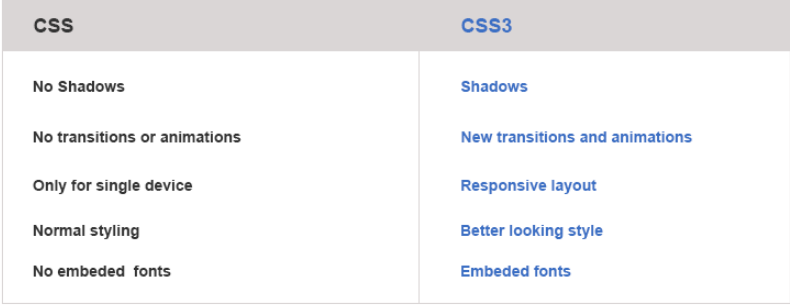 CSS CSS3
No Shadows Shadows
No transitions or animations New transitions and animations
Only for single device Responsive layout
Normal styling Better looking style
No embeded fonts Embeded fonts